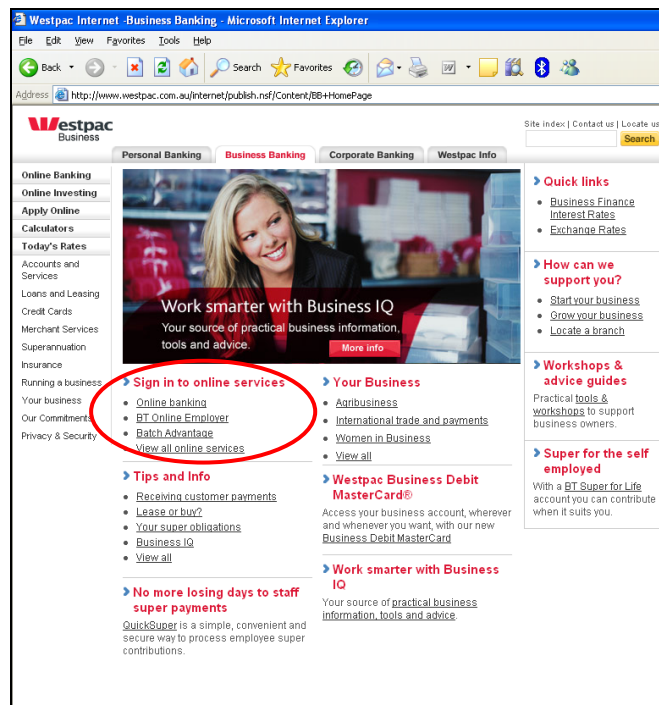 Westpac Internet -Business Banking - Microsoft Internet Explorer
File Edit View Favorites Tools Help
Back Search Favorites
Address http://www.westpac.com.au/internet/publish.nsf/Content/BB+HomePage
Westpac
Business
Site index | Contact us | Locate us
Search
Personal Banking Business Banking Corporate Banking Westpac Info
Online Banking
Online Investing
Apply Online
Calculators
Today's Rates
Accounts and
Services
Loans and Leasing
Credit Cards
Merchant Services
Superannuation
Insurance
Running a business
Your business
Our Commitments
Privacy & Security
Work smarter with Business IQ
Your source of practical business information,
tools and advice.
More info
Sign in to online services
Online banking
BT Online Employer
Batch Advantage
View all online services
Tips and Info
Receiving customer payments
Lease or buy?
Your super obligations
Business IQ
View all
No more losing days to staff
super payments
QuickSuper is a simple, convenient and
secure way to process employee super
contributions.
Your Business
Agribusiness
International trade and payments
Women in Business
View all
Westpac Business Debit
MasterCard®
Access your business account, wherever
and whenever you want, with our new
Business Debit MasterCard
Work smarter with Business
IQ
Your source of practical business
information, tools and advice.
Quick links
Business Finance
Interest Rates
Exchange Rates
How can we
support you?
Start your business
Grow your business
Locate a branch
Workshops &
advice guides
Practical tools &
workshops to support
business owners.
Super for the self
employed
With a BT Super for Life
account you can contribute
when it suits you.